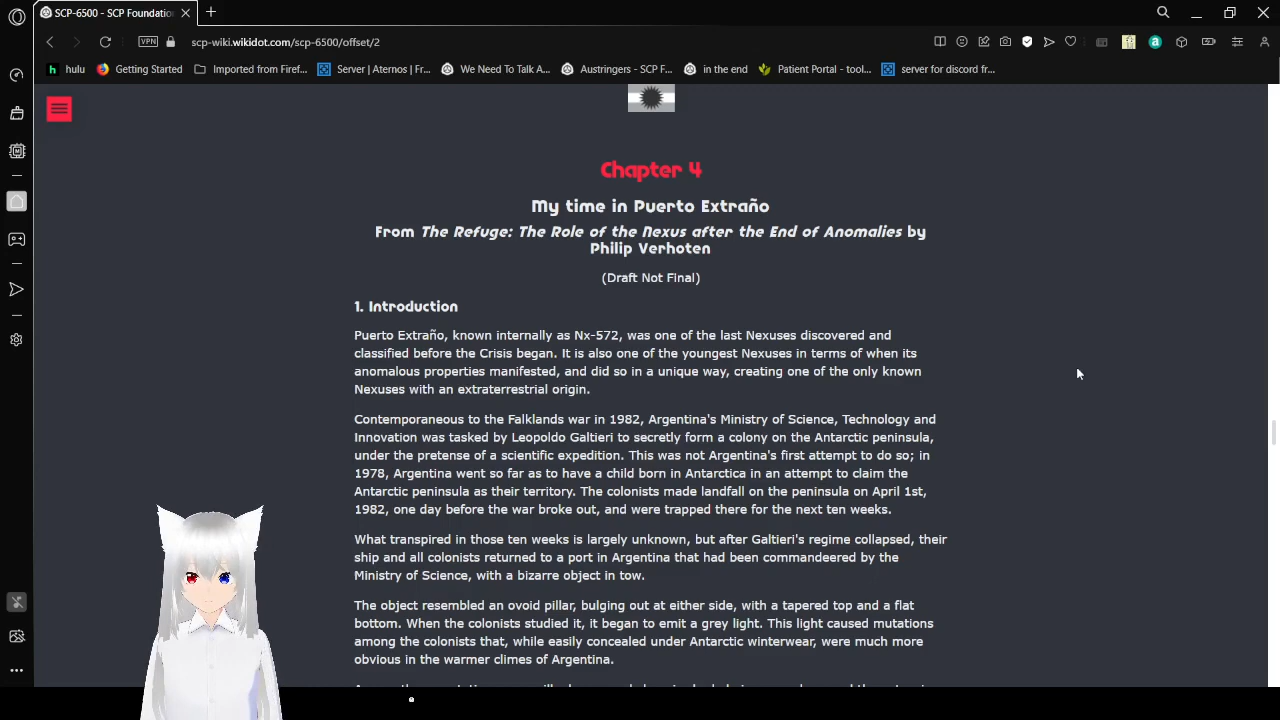 SCP-6500 - SCP Foundatio
VPN
scp-wiki.wikidot.com/scp-6500/offset/2
hulu
Getting Started
Imported from Firef...
Server | Aternos | Fr...
We Need To Talk A...
Austringers - SCP F...
in the end
Patient Portal - tool...
server for discord fr...
Chapter 4
My time in Puerto Extraño
From The Refuge: The Role of the Nexus after the End of Anomalies by
Philip Verhoten
(Draft Not Final)
1. Introduction
Puerto Extraño, known internally as Nx-572, was one of the last Nexuses discovered and
classified before the Crisis began. It is also one of the youngest Nexuses in terms of when its
anomalous properties manifested, and did so in a unique way, creating one of the only known
Nexuses with an extraterrestrial origin.
Contemporaneous to the Falklands war in 1982, Argentina's Ministry of Science, Technology and
Innovation was tasked by Leopoldo Galtieri to secretly form a colony on the Antarctic peninsula,
under the pretense of a scientific expedition. This was not Argentina's first attempt to do so; in
1978, Argentina went so far as to have a child born in Antarctica in an attempt to claim the
Antarctic peninsula as their territory. The colonists made landfall on the peninsula on April 1st,
1982, one day before the war broke out, and were trapped there for the next ten weeks.
What transpired in those ten weeks is largely unknown, but after Galtieri's regime collapsed, their
ship and all colonists returned to a port in Argentina that had been commandeered by the
Ministry of Science, with a bizarre object in tow.
The object resembled an ovoid pillar, bulging out at either side, with a tapered top and a flat
bottom. When the colonists studied it, it began to emit a grey light. This light caused mutations
among the colonists that, while easily concealed under Antarctic winterwear, were much more
obvious in the warmer climes of Argentina.